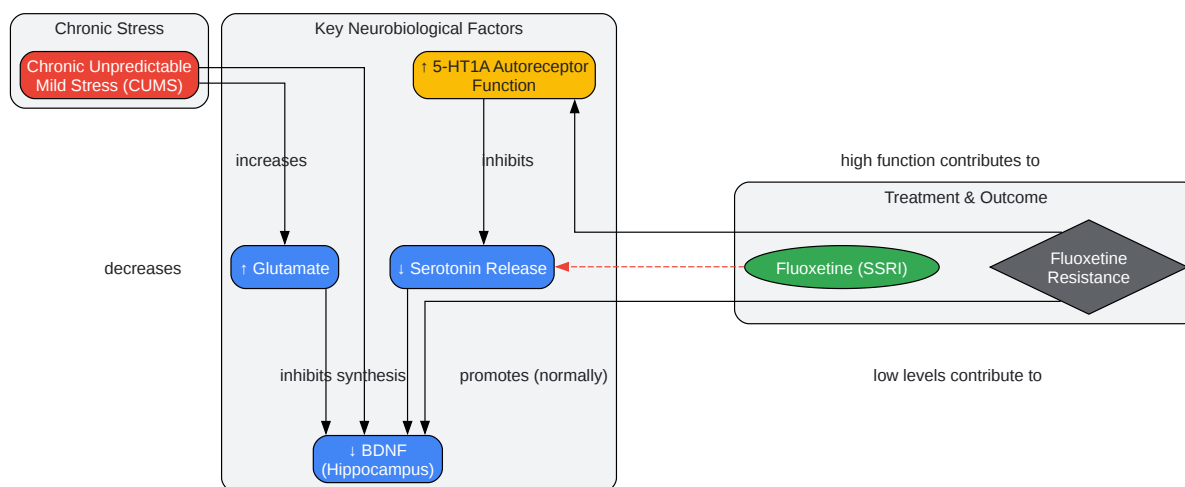 Chronic Stress
Key Neurobiological Factors
Chronic Unpredictable
Mild Stress (CUMS)
↑ 5-HT1A Autoreceptor
Function
increases
inhibits
high function contributes to
Treatment & Outcome
decreases
↑ Glutamate
↓ Serotonin Release
Fluoxetine (SSRI)
Fluoxetine
Resistance
inhibits synthesis
promotes (normally)
low levels contribute to
↓ BDNF
(Hippocampus)